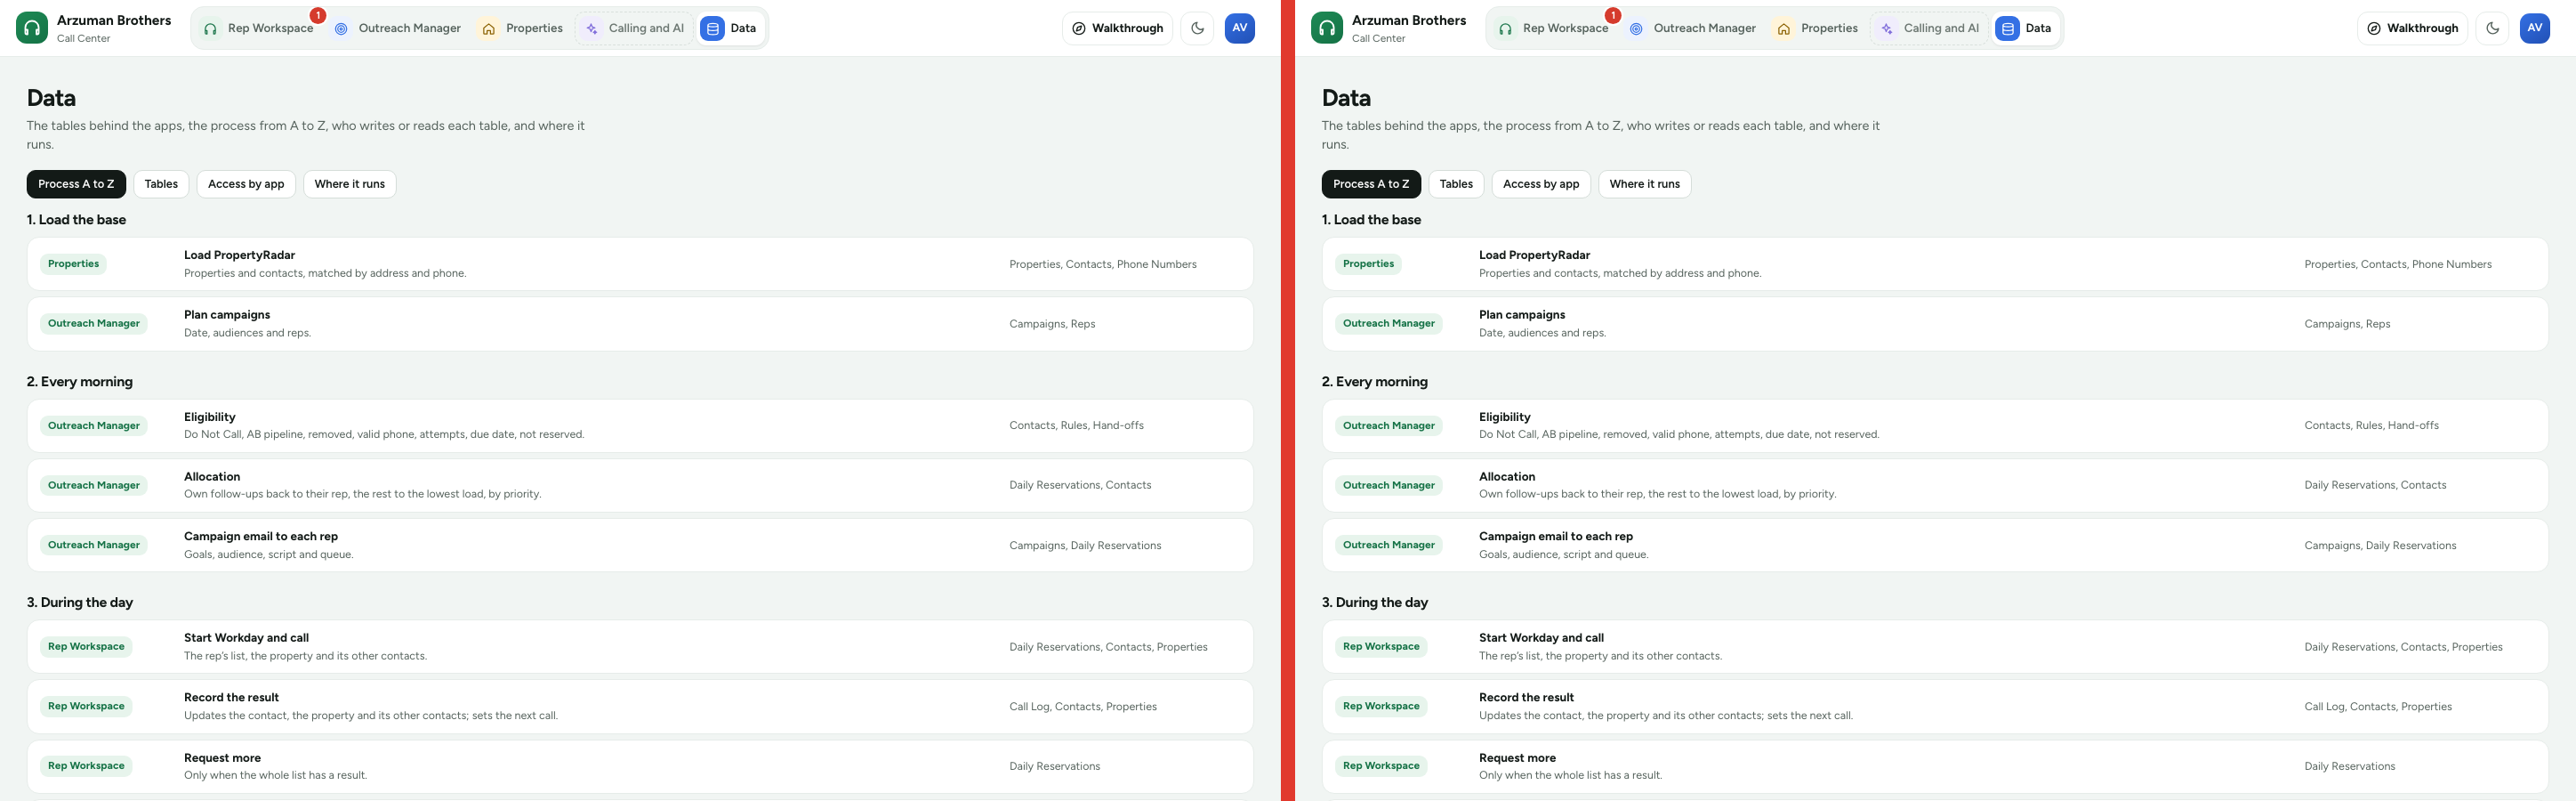 Arzuman Brothers
Call Center
Rep Workspace
1
Outreach Manager
Properties
Calling and AI
Data
Walkthrough
AV
Data
The tables behind the apps, the process from A to Z, who writes or reads each table, and where it
runs.
Process A to Z
Tables
Access by app
Where it runs
1. Load the base
Properties
Load PropertyRadar
Properties and contacts, matched by address and phone.
Properties, Contacts, Phone Numbers
Outreach Manager
Plan campaigns
Date, audiences and reps.
Campaigns, Reps
2. Every morning
Outreach Manager
Eligibility
Do Not Call, AB pipeline, removed, valid phone, attempts, due date, not reserved.
Contacts, Rules, Hand-offs
Outreach Manager
Allocation
Own follow-ups back to their rep, the rest to the lowest load, by priority.
Daily Reservations, Contacts
Outreach Manager
Campaign email to each rep
Goals, audience, script and queue.
Campaigns, Daily Reservations
3. During the day
Rep Workspace
Start Workday and call
The rep's list, the property and its other contacts.
Daily Reservations, Contacts, Properties
Rep Workspace
Record the result
Updates the contact, the property and its other contacts; sets the next call.
Call Log, Contacts, Properties
Rep Workspace
Request more
Only when the whole list has a result.
Daily Reservations
Arzuman Brothers
Call Center
Rep Workspace
1
Outreach Manager
Properties
Calling and AI
Data
Walkthrough
AV
Data
The tables behind the apps, the process from A to Z, who writes or reads each table, and where it
runs.
Process A to Z
Tables
Access by app
Where it runs
1. Load the base
Properties
Load PropertyRadar
Properties and contacts, matched by address and phone.
Properties, Contacts, Phone Numbers
Outreach Manager
Plan campaigns
Date, audiences and reps.
Campaigns, Reps
2. Every morning
Outreach Manager
Eligibility
Do Not Call, AB pipeline, removed, valid phone, attempts, due date, not reserved.
Contacts, Rules, Hand-offs
Outreach Manager
Allocation
Own follow-ups back to their rep, the rest to the lowest load, by priority.
Daily Reservations, Contacts
Outreach Manager
Campaign email to each rep
Goals, audience, script and queue.
Campaigns, Daily Reservations
3. During the day
Rep Workspace
Start Workday and call
The rep's list, the property and its other contacts.
Daily Reservations, Contacts, Properties
Rep Workspace
Record the result
Updates the contact, the property and its other contacts; sets the next call.
Call Log, Contacts, Properties
Rep Workspace
Request more
Only when the whole list has a result.
Daily Reservations